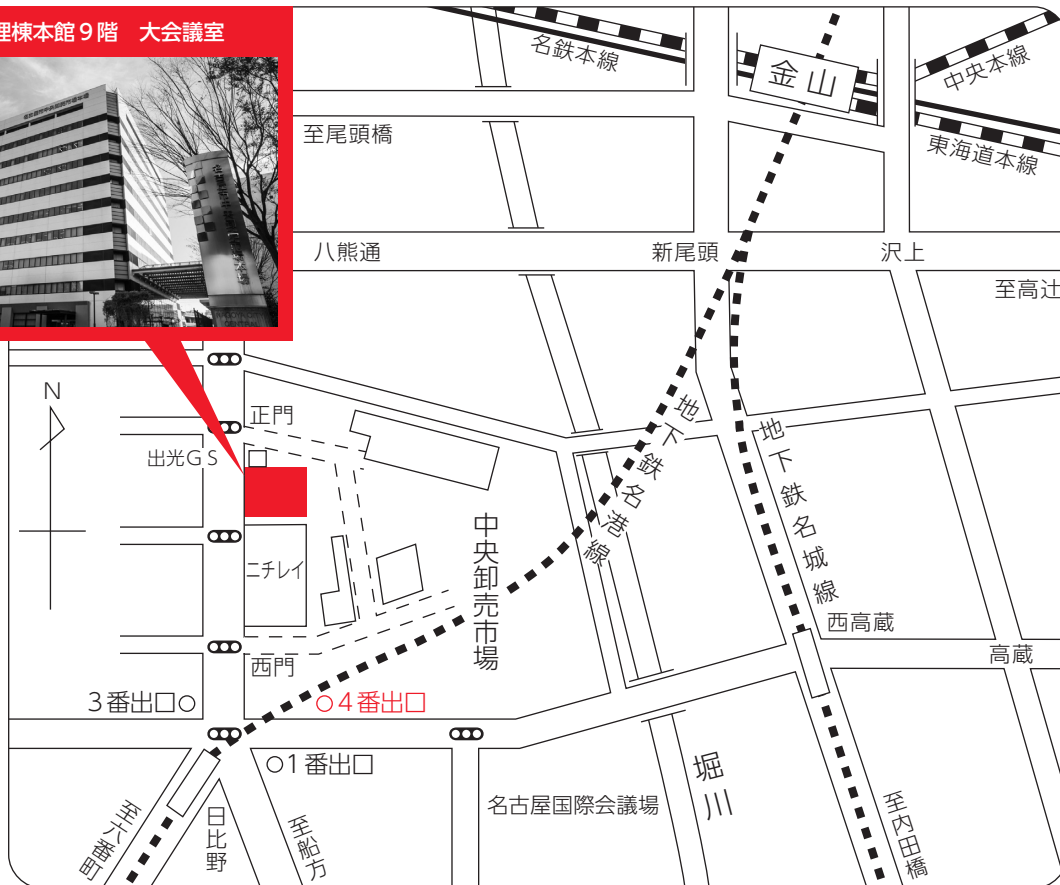 理棟本館9階　大会議室
名鉄本線
金山
中央本線
東海道本線
至尾頭橋
八熊通
新尾頭
沢上
至高辻
N
正門
出光GS
地下鉄名港線
地下鉄名城線
中央卸売市場
ニチレイ
西高蔵
高蔵
西門
3番出口
4番出口
1番出口
堀川
名古屋国際会議場
至六番町
日比野
至船方
至内田橋